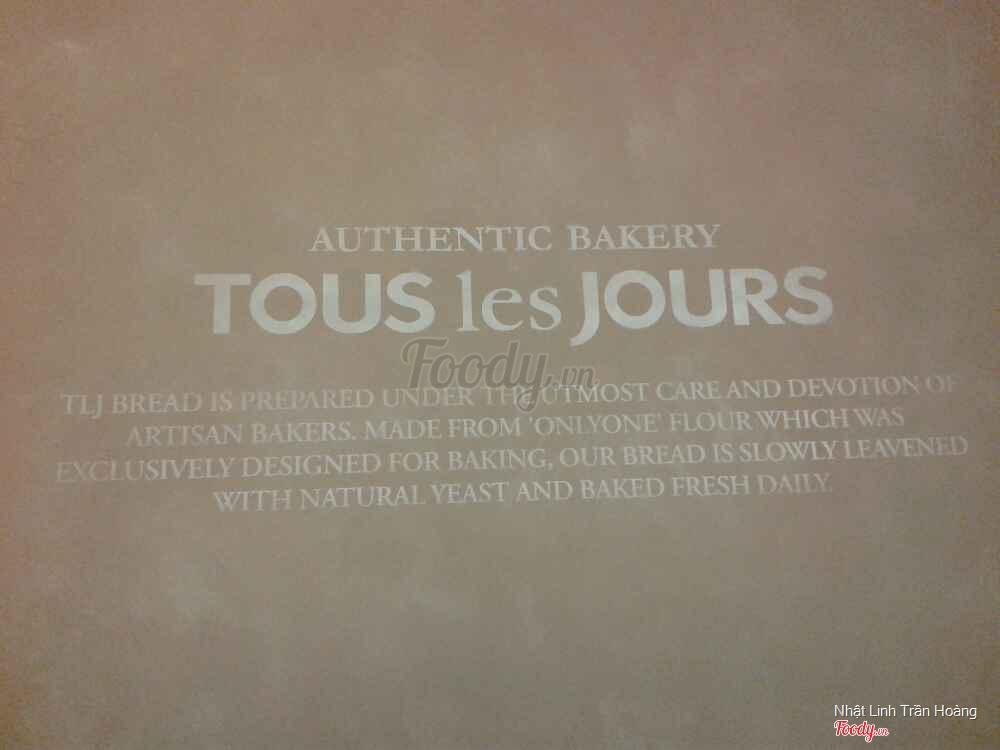 AUTHENTIC BAKERY
TOUS les JOURS
Foody.vn
TLJ BREAD IS PREPARED UNDER THE UTMOST CARE AND DEVOTION OF
ARTISAN BAKERS. MADE FROM 'ONLYONE' FLOUR WHICH WAS
EXCLUSIVELY DESIGNED FOR BAKING, OUR BREAD IS SLOWLY LEAVENED
WITH NATURAL YEAST AND BAKED FRESH DAILY.
Nhật Linh Trần Hoàng
Foody.vn